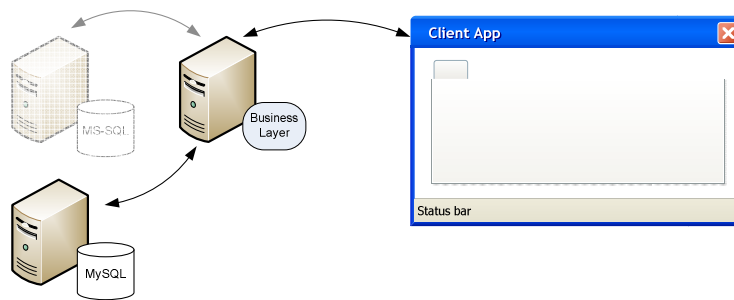 Client App
MS-SQL
Business
Layer
Status bar
MySQL